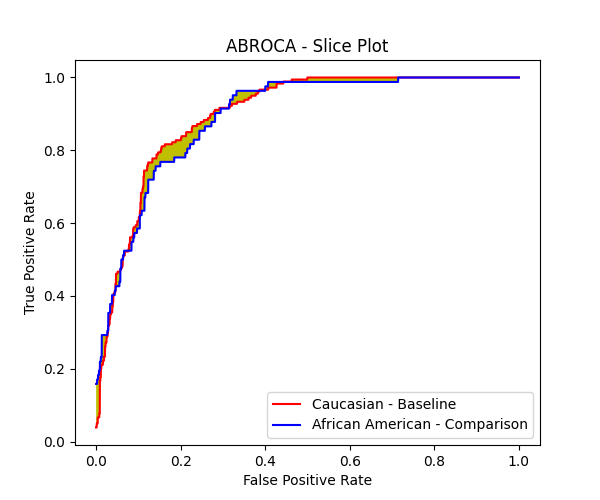 ABROCA - Slice Plot
True Positive Rate
1.0
0.8
0.6
0.4
0.2
0.0
Caucasian - Baseline
African American - Comparison
0.0 0.2 0.4 0.6 0.8 1.0
False Positive Rate